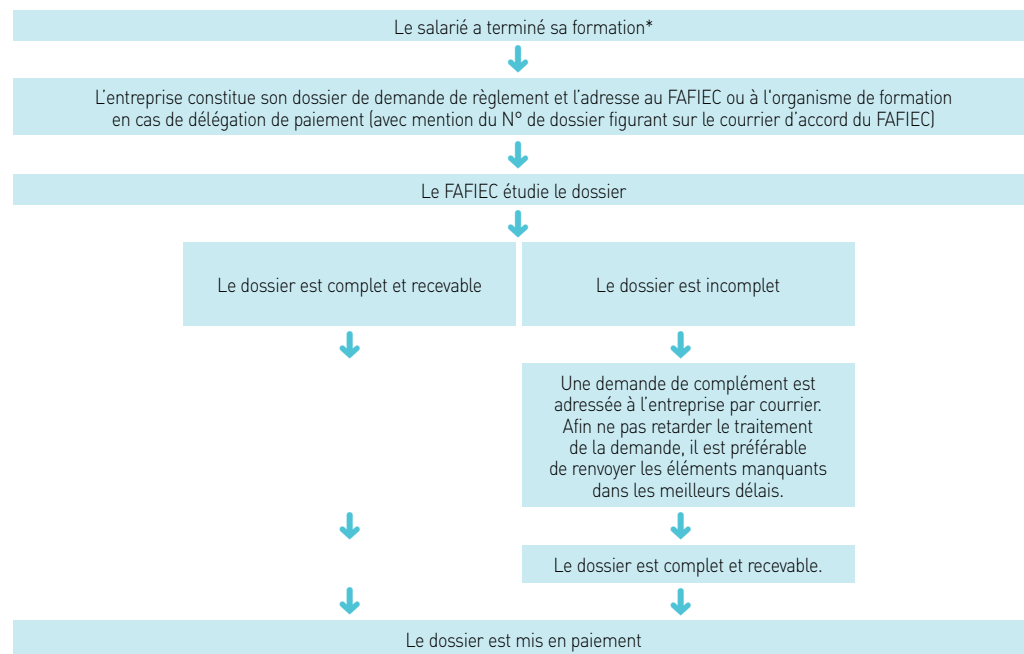 Le salarié a terminé sa formation*
L'entreprise constitue son dossier de demande de règlement et l'adresse au FAFIEC ou à l'organisme de formation
en cas de délégation de paiement (avec mention du N° de dossier figurant sur le courrier d'accord du FAFIEC)
Le FAFIEC étudie le dossier
Le dossier est complet et recevable
Le dossier est incomplet
Une demande de complément est
adressée à l'entreprise par courrier.
Afin ne pas retarder le traitement
de la demande, il est préférable
de renvoyer les éléments manquants
dans les meilleurs délais.
Le dossier est complet et recevable.
Le dossier est mis en paiement